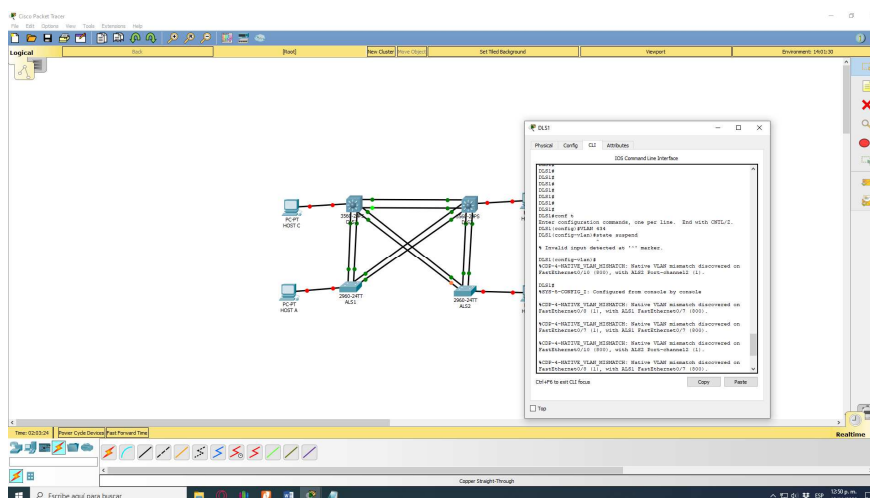 Cisco Packet Tracer
File Edit Options View Tools Extensions Help
Logical
Back
[Root]
New Cluster
Move Object
Set Tiled Background
Viewport
Environment: 14:01:30
DLS1
Physical Config CLI Attributes
IOS Command Line Interface
DLS1#
DLS1#
DLS1#
DLS1#
DLS1#
DLS1#
DLS1#conf t
Enter configuration commands, one per line. End with CNTL/Z.
DLS1(config)#VLAN 434
DLS1(config-vlan)#state suspend
^
% Invalid input detected at '^' marker.
DLS1(config-vlan)#
%CDP-4-NATIVE_VLAN_MISMATCH: Native VLAN mismatch discovered on
FastEthernet0/10 (800), with ALS2 Port-channel2 (1).
DLS1#
%SYS-5-CONFIG_I: Configured from console by console
%CDP-4-NATIVE_VLAN_MISMATCH: Native VLAN mismatch discovered on
FastEthernet0/8 (1), with ALS1 FastEthernet0/7 (800).
%CDP-4-NATIVE_VLAN_MISMATCH: Native VLAN mismatch discovered on
FastEthernet0/7 (1), with ALS1 FastEthernet0/7 (800).
%CDP-4-NATIVE_VLAN_MISMATCH: Native VLAN mismatch discovered on
FastEthernet0/10 (800), with ALS2 Port-channel2 (1).
%CDP-4-NATIVE_VLAN_MISMATCH: Native VLAN mismatch discovered on
FastEthernet0/8 (1), with ALS1 FastEthernet0/7 (800).
Ctrl+F6 to exit CLI focus
Copy
Paste
Top
PC-PT
HOST C
PC-PT
HOST A
2960-24TT
ALS1
2960-24TT
ALS2
Time: 02:03:24
Power Cycle Devices
Fast Forward Time
Realtime
Copper Straight-Through
Escribe aquí para buscar
ESP
12:50 p. m.